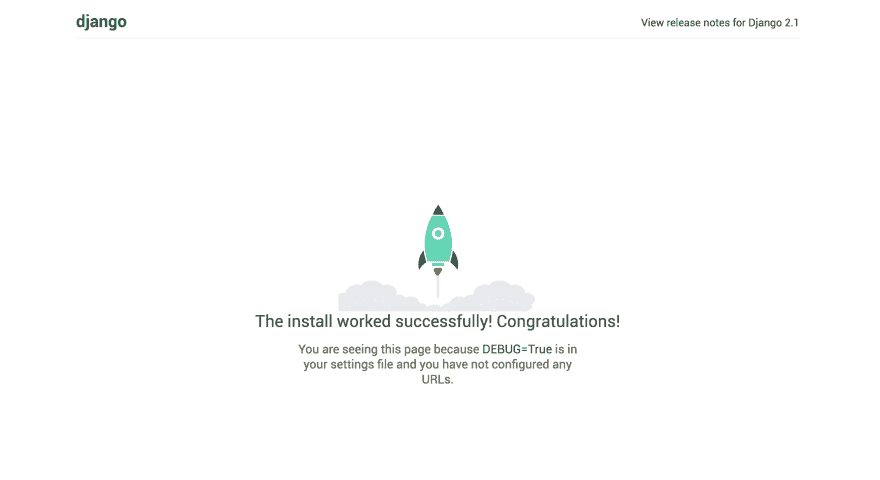 django
View release notes for Django 2.1
The install worked successfully! Congratulations!
You are seeing this page because DEBUG=True is in
your settings file and you have not configured any
URLs.